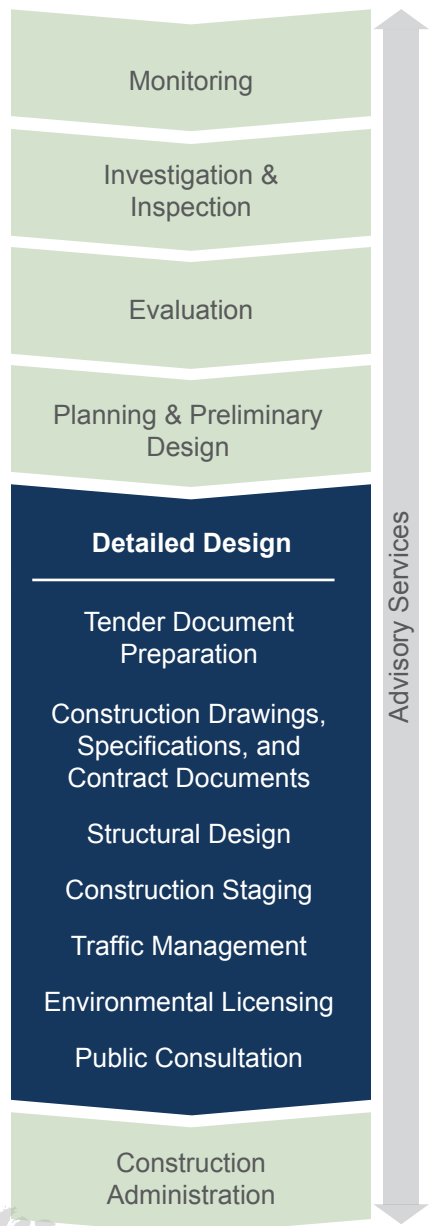 Monitoring
Investigation &
Inspection
Evaluation
Planning & Preliminary
Design
Detailed Design
Tender Document
Preparation
Construction Drawings,
Specifications, and
Contract Documents
Structural Design
Construction Staging
Traffic Management
Environmental Licensing
Public Consultation
Construction
Administration
Advisory Services